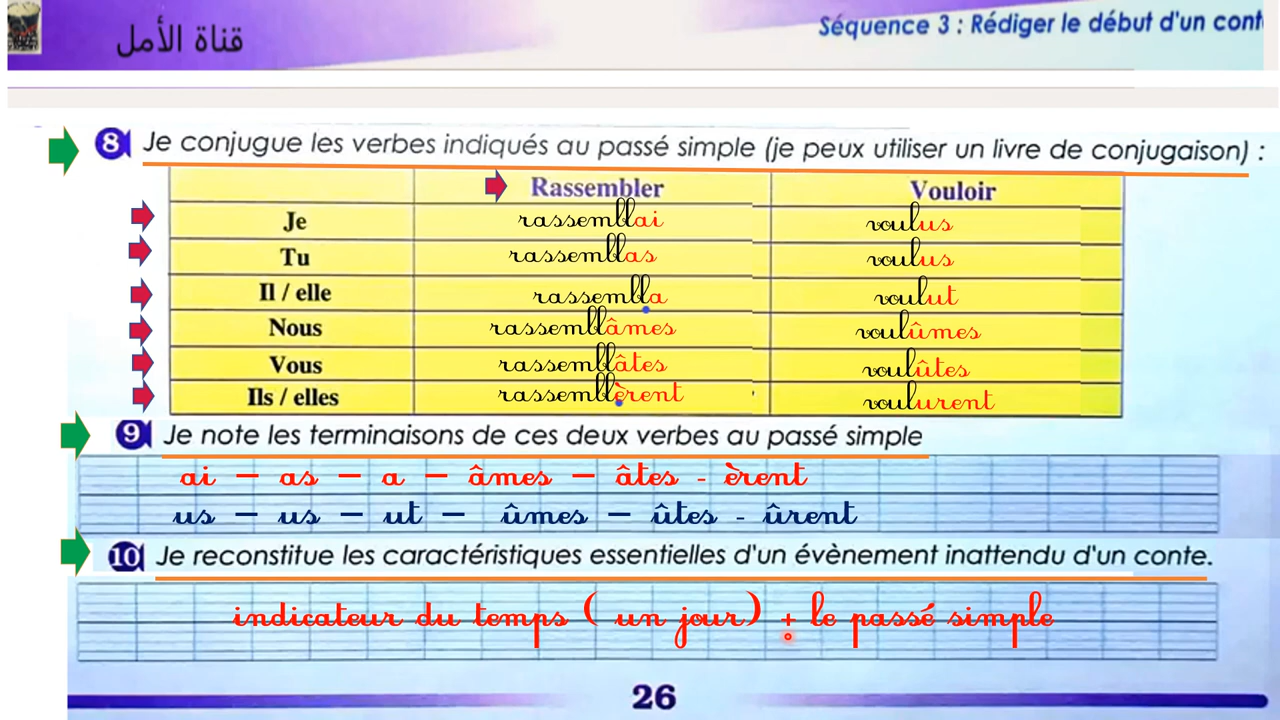 قناة الأمل
Séquence 3 : Rédiger le début d'un cont
8 Je conjugue les verbes indiqués au passé simple (je peux utiliser un livre de conjugaison) :
Rassembler Vouloir
Je rassemblai voulus
Tu rassemblas voulus
Il / elle rassembla voulut
Nous rassemblâmes voulûmes
Vous rassemblâtes voulûtes
Ils / elles rassemblèrent voulurent
9 Je note les terminaisons de ces deux verbes au passé simple
ai – as – a – âmes – âtes - èrent
us – us – ut – ûmes – ûtes - ûrent
10 Je reconstitue les caractéristiques essentielles d'un évènement inattendu d'un conte.
indicateur du temps ( un jour) + le passé simple
26